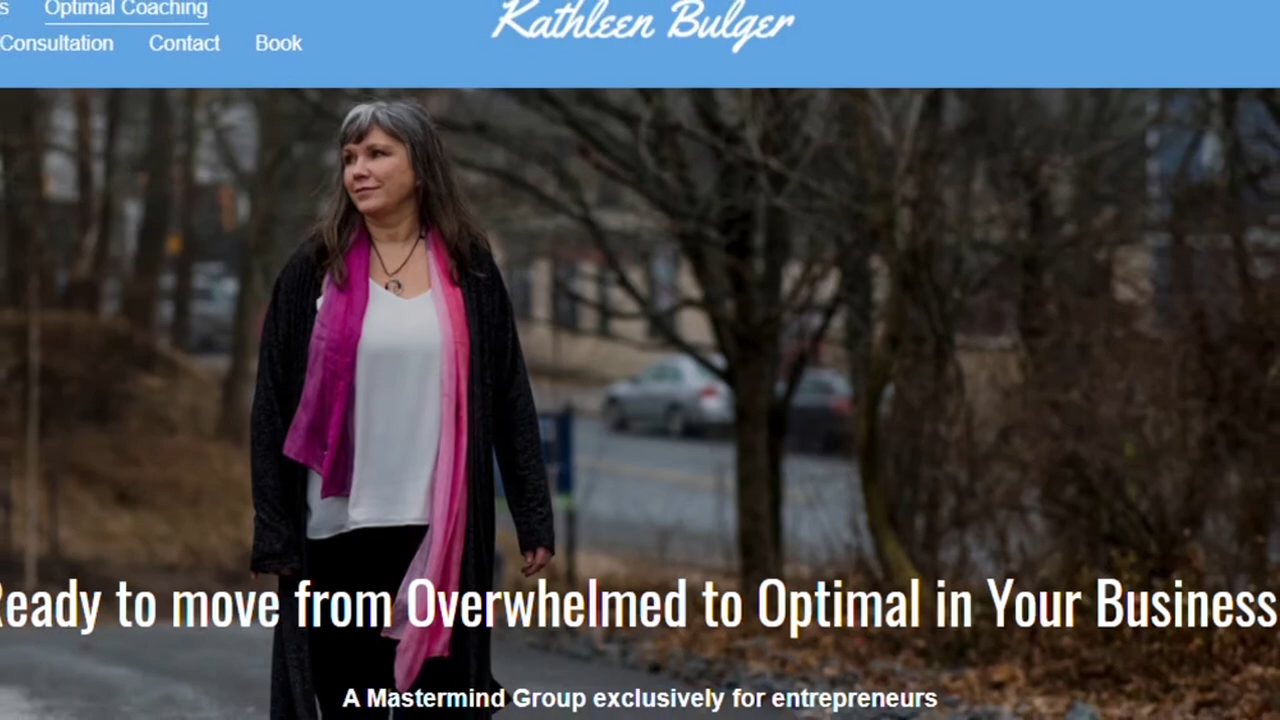 s Optimal Coaching
Kathleen Bulger
Consultation Contact Book
Ready to move from Overwhelmed to Optimal in Your Business
A Mastermind Group exclusively for entrepreneurs